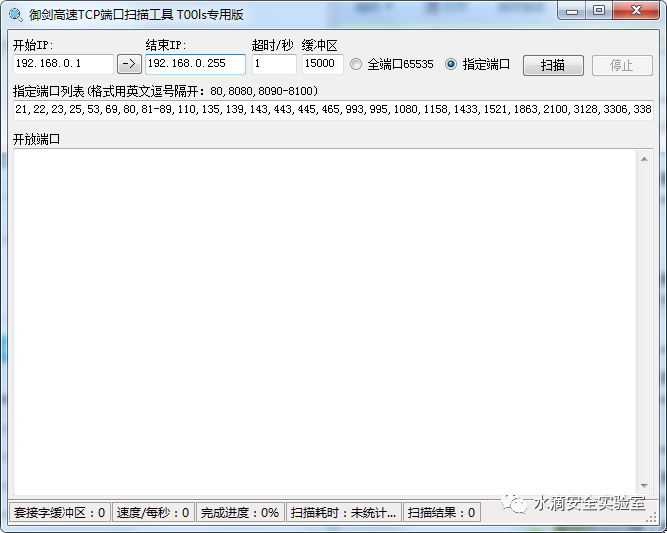 御剑高速TCP端口扫描工具 T00ls专用版
开始IP: 结束IP: 超时/秒 缓冲区
192.168.0.1 -> 192.168.0.255 1 15000 全端口65535 指定端口 扫描 停止
指定端口列表(格式用英文逗号隔开: 80,8080,8090-8100)
21,22,23,25,53,69,80,81-89,110,135,139,143,443,445,465,993,995,1080,1158,1433,1521,1863,2100,3128,3306,338
开放端口
水滴安全实验室
套接字缓冲区：0 速度/每秒：0 完成进度：0% 扫描耗时：未统计... 扫描结果：0